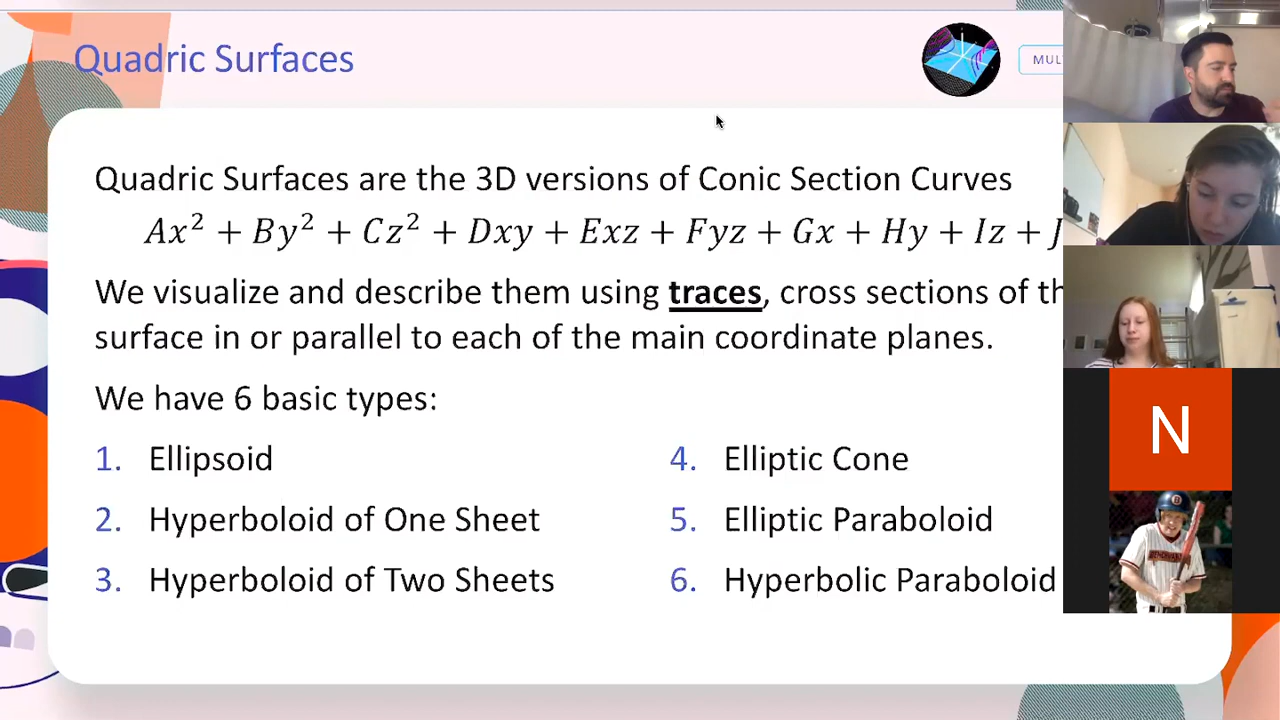 Quadric Surfaces
MUL
Quadric Surfaces are the 3D versions of Conic Section Curves
Ax² + By² + Cz² + Dxy + Exz + Fyz + Gx + Hy + Iz + J
We visualize and describe them using traces, cross sections of th
surface in or parallel to each of the main coordinate planes.
We have 6 basic types:
1. Ellipsoid
2. Hyperboloid of One Sheet
3. Hyperboloid of Two Sheets
4. Elliptic Cone
5. Elliptic Paraboloid
6. Hyperbolic Paraboloid
N